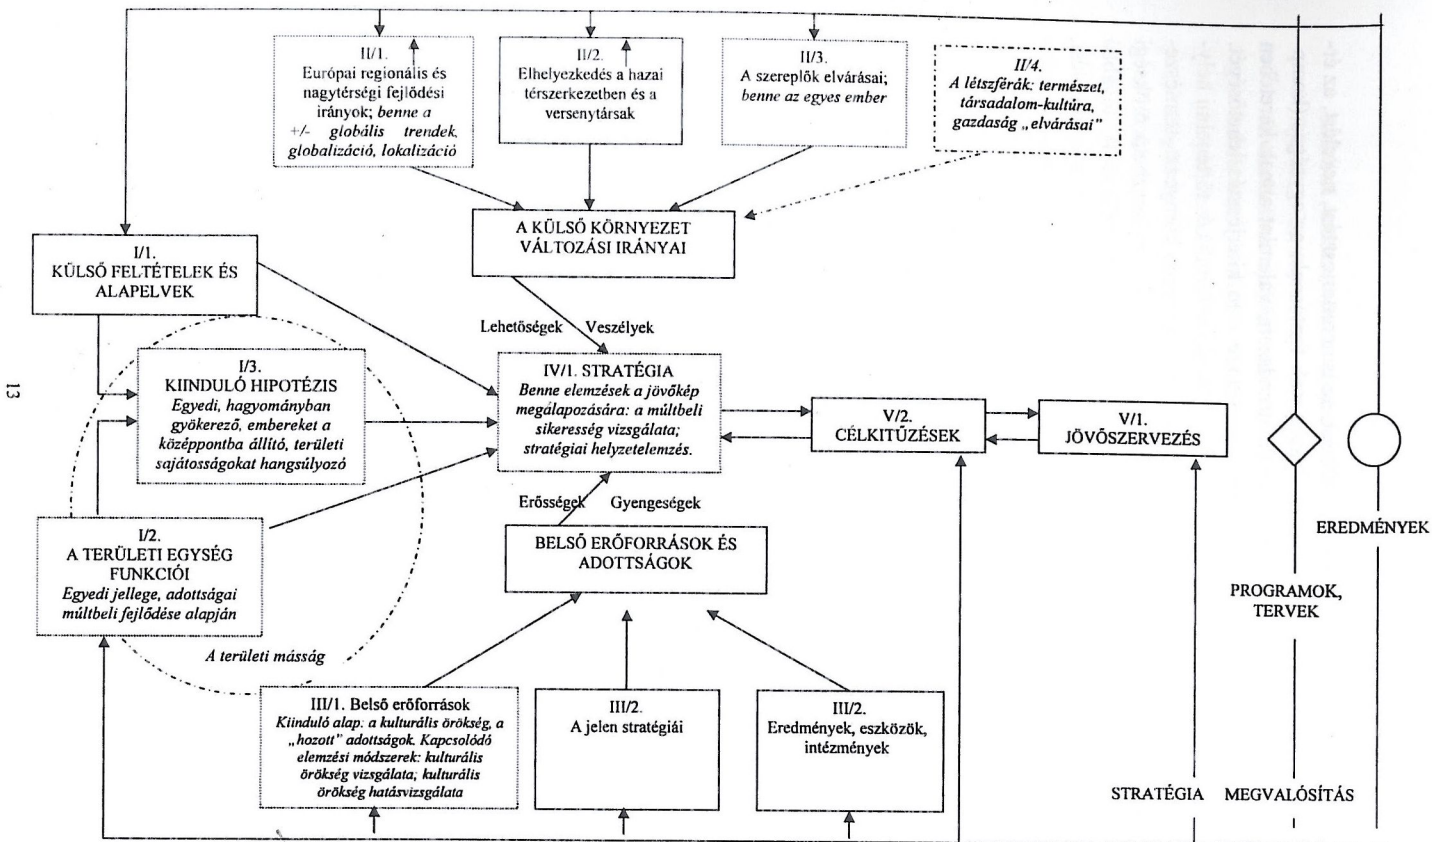 II/1.
Európai regionális és
nagytérségi fejlődési
irányok; benne a
+/- globális trendek,
globalizáció, lokalizáció
II/2.
Elhelyezkedés a hazai
térszerkezetben és a
versenytársak
II/3.
A szereplők elvárásai;
benne az egyes ember
II/4.
A létszférák: természet,
társadalom-kultúra,
gazdaság „elvárásai”
A KÜLSŐ KÖRNYEZET
VÁLTOZÁSI IRÁNYAI
I/1.
KÜLSŐ FELTÉTELEK ÉS
ALAPELVEK
Lehetőségek Veszélyek
I/3.
KIINDULÓ HIPOTÉZIS
Egyedi, hagyományban
gyökerező, embereket a
középpontba állító, területi
sajátosságokat hangsúlyozó
IV/1. STRATÉGIA
Benne elemzések a jövőkép
megalapozására: a múltbeli
sikeresség vizsgálata;
stratégiai helyzetelemzés.
V/2.
CÉLKITŰZÉSEK
V/1.
JÖVŐSZERVEZÉS
13
Erősségek Gyengeségek
I/2.
A TERÜLETI EGYSÉG
FUNKCIÓI
Egyedi jellege, adottságai
múltbeli fejlődése alapján
BELSŐ ERŐFORRÁSOK ÉS
ADOTTSÁGOK
EREDMÉNYEK
PROGRAMOK,
TERVEK
A területi másság
III/1. Belső erőforrások
Kiinduló alap: a kulturális örökség, a
„hozott” adottságok. Kapcsolódó
elemzési módszerek: kulturális
örökség vizsgálata; kulturális
örökség hatásvizsgálata
III/2.
A jelen stratégiái
III/2.
Eredmények, eszközök,
intézmények
STRATÉGIA MEGVALÓSÍTÁS